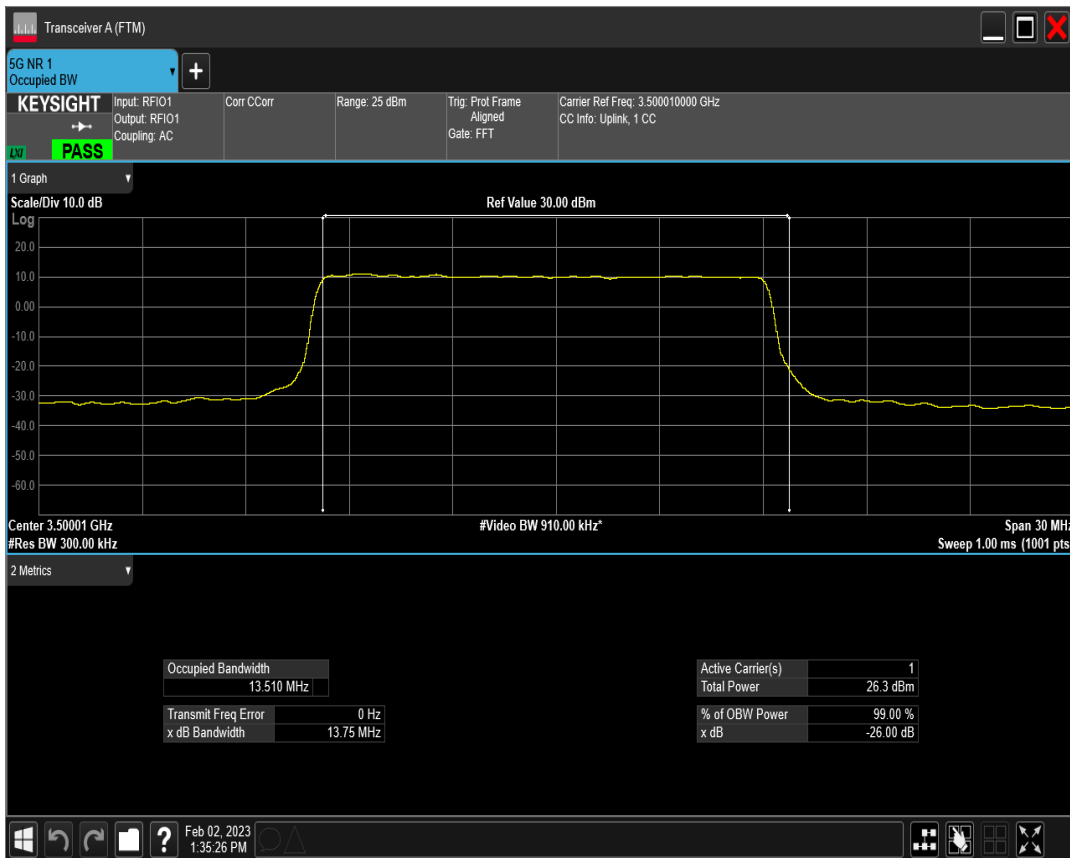 Transceiver A (FTM)
5G NR 1
Occupied BW
+
KEYSIGHT
LXI
PASS
Input: RFIO1
Output: RFIO1
Coupling: AC
Corr CCorr
Range: 25 dBm
Trig: Prot Frame
Aligned
Gate: FFT
Carrier Ref Freq: 3.500010000 GHz
CC Info: Uplink, 1 CC
1 Graph
Scale/Div 10.0 dB
Ref Value 30.00 dBm
Log
20.0
10.0
0.00
-10.0
-20.0
-30.0
-40.0
-50.0
-60.0
Center 3.50001 GHz
#Video BW 910.00 kHz*
Span 30 MHz
#Res BW 300.00 kHz
Sweep 1.00 ms (1001 pts
2 Metrics
Occupied Bandwidth
13.510 MHz
Transmit Freq Error 0 Hz
x dB Bandwidth 13.75 MHz
Active Carrier(s) 1
Total Power 26.3 dBm
% of OBW Power 99.00 %
x dB -26.00 dB
?
Feb 02, 2023
1:35:26 PM